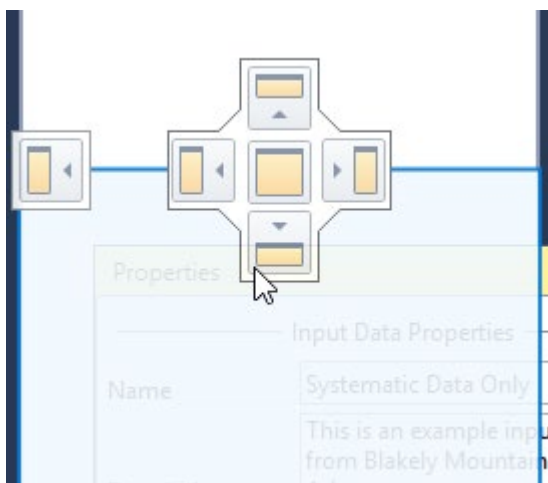 Properties
Input Data Properties
Name
Systematic Data Only
This is an example inpu
from Blakely Mountain